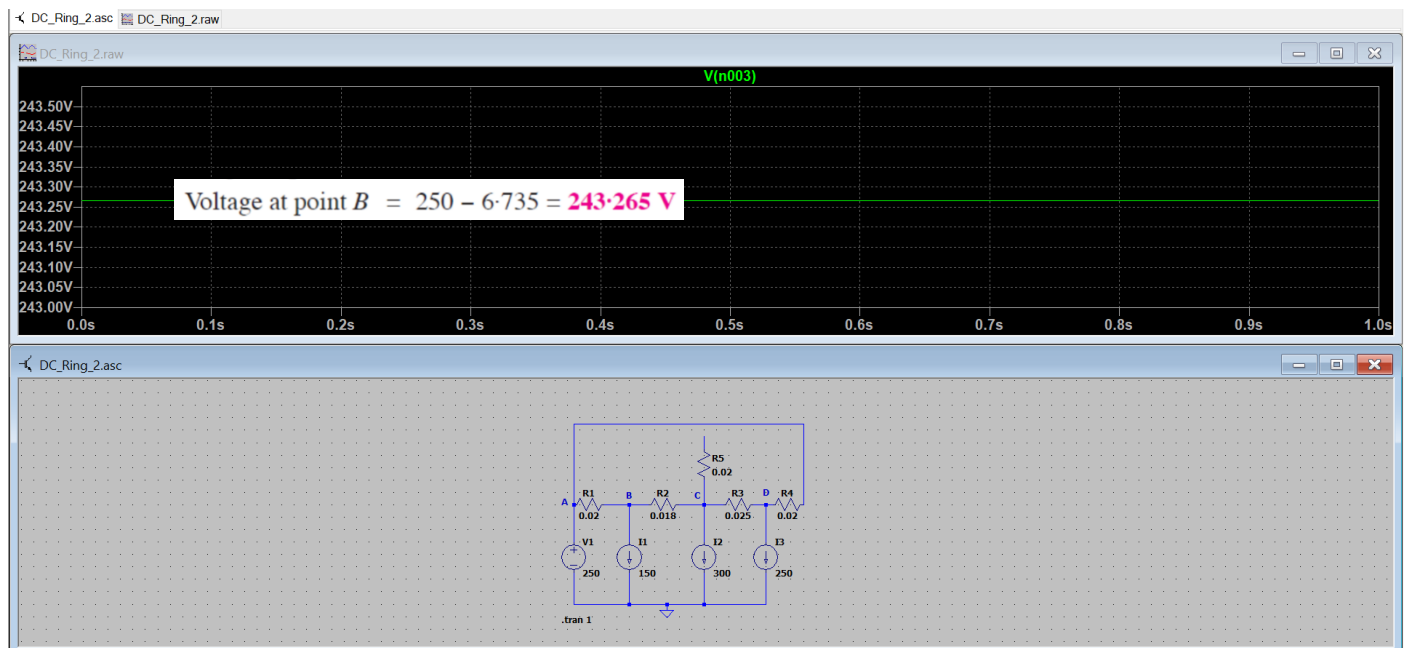 DC_Ring_2.asc DC_Ring_2.raw
DC_Ring_2.raw
V(n003)
243.50V
243.45V
243.40V
243.35V
243.30V
243.25V
243.20V
243.15V
243.10V
243.05V
243.00V
Voltage at point B = 250 – 6·735 = 243·265 V
0.0s 0.1s 0.2s 0.3s 0.4s 0.5s 0.6s 0.7s 0.8s 0.9s 1.0s
DC_Ring_2.asc
R5
0.02
A R1 B R2 C R3 D R4
0.02 0.018 0.025 0.02
V1 I1 I2 I3
250 150 300 250
.tran 1